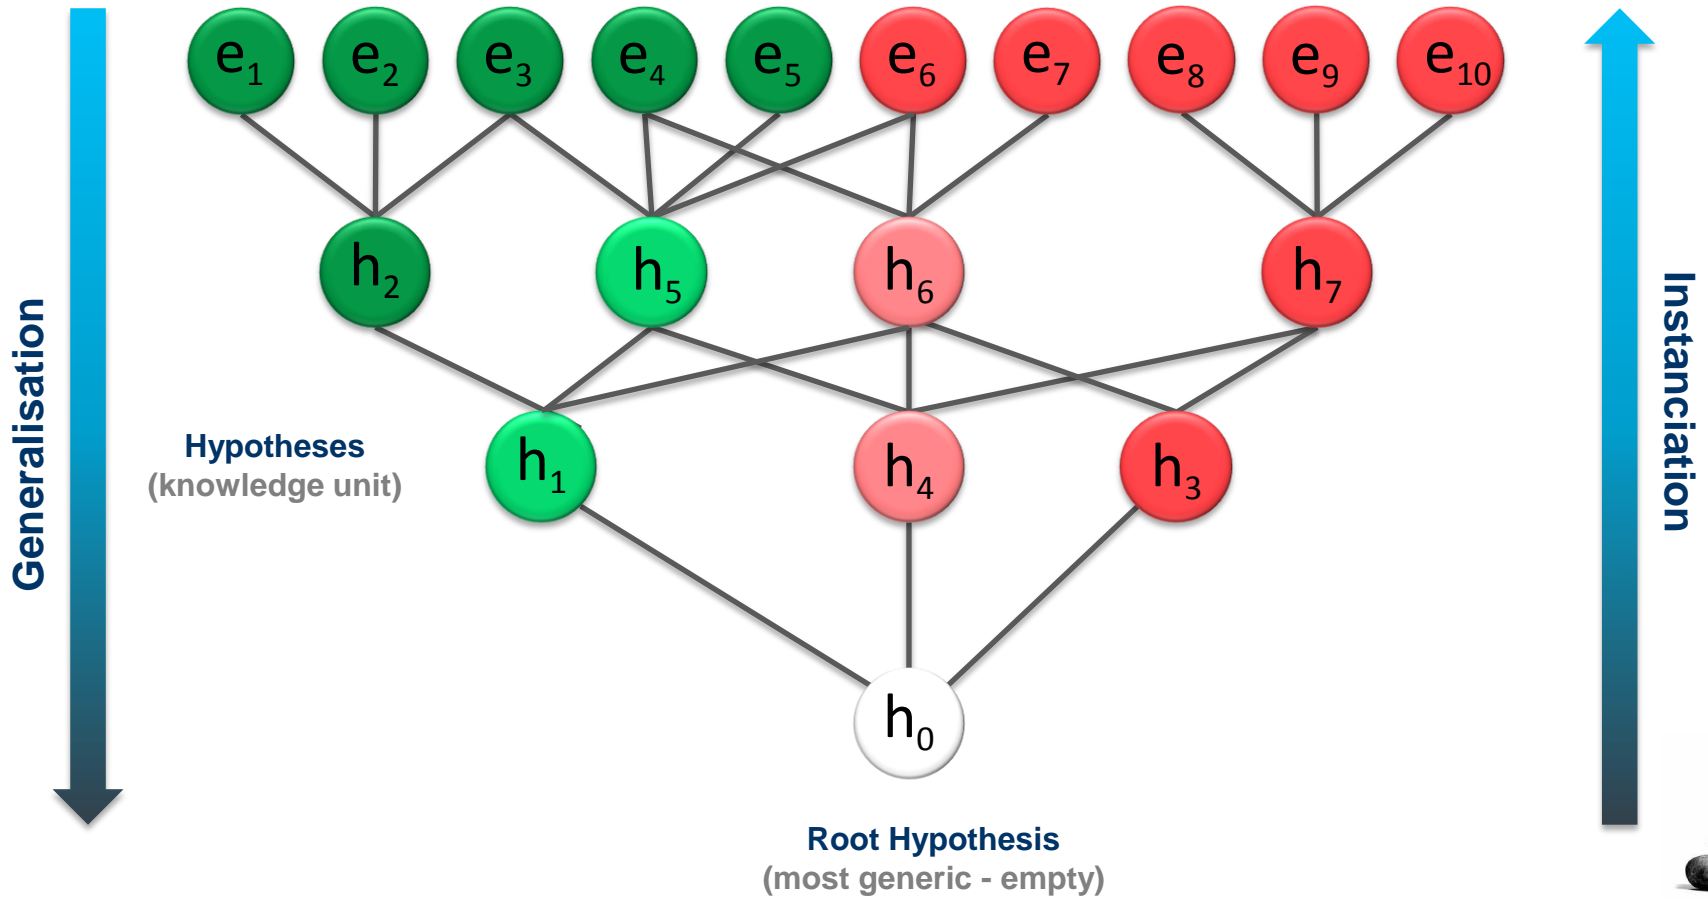 e1 e2 e3 e4 e5 e6 e7 e8 e9 e10
h2 h5 h6 h7
Generalisation
Instanciation
Hypotheses
(knowledge unit)
h1 h4 h3
h0
Root Hypothesis
(most generic - empty)